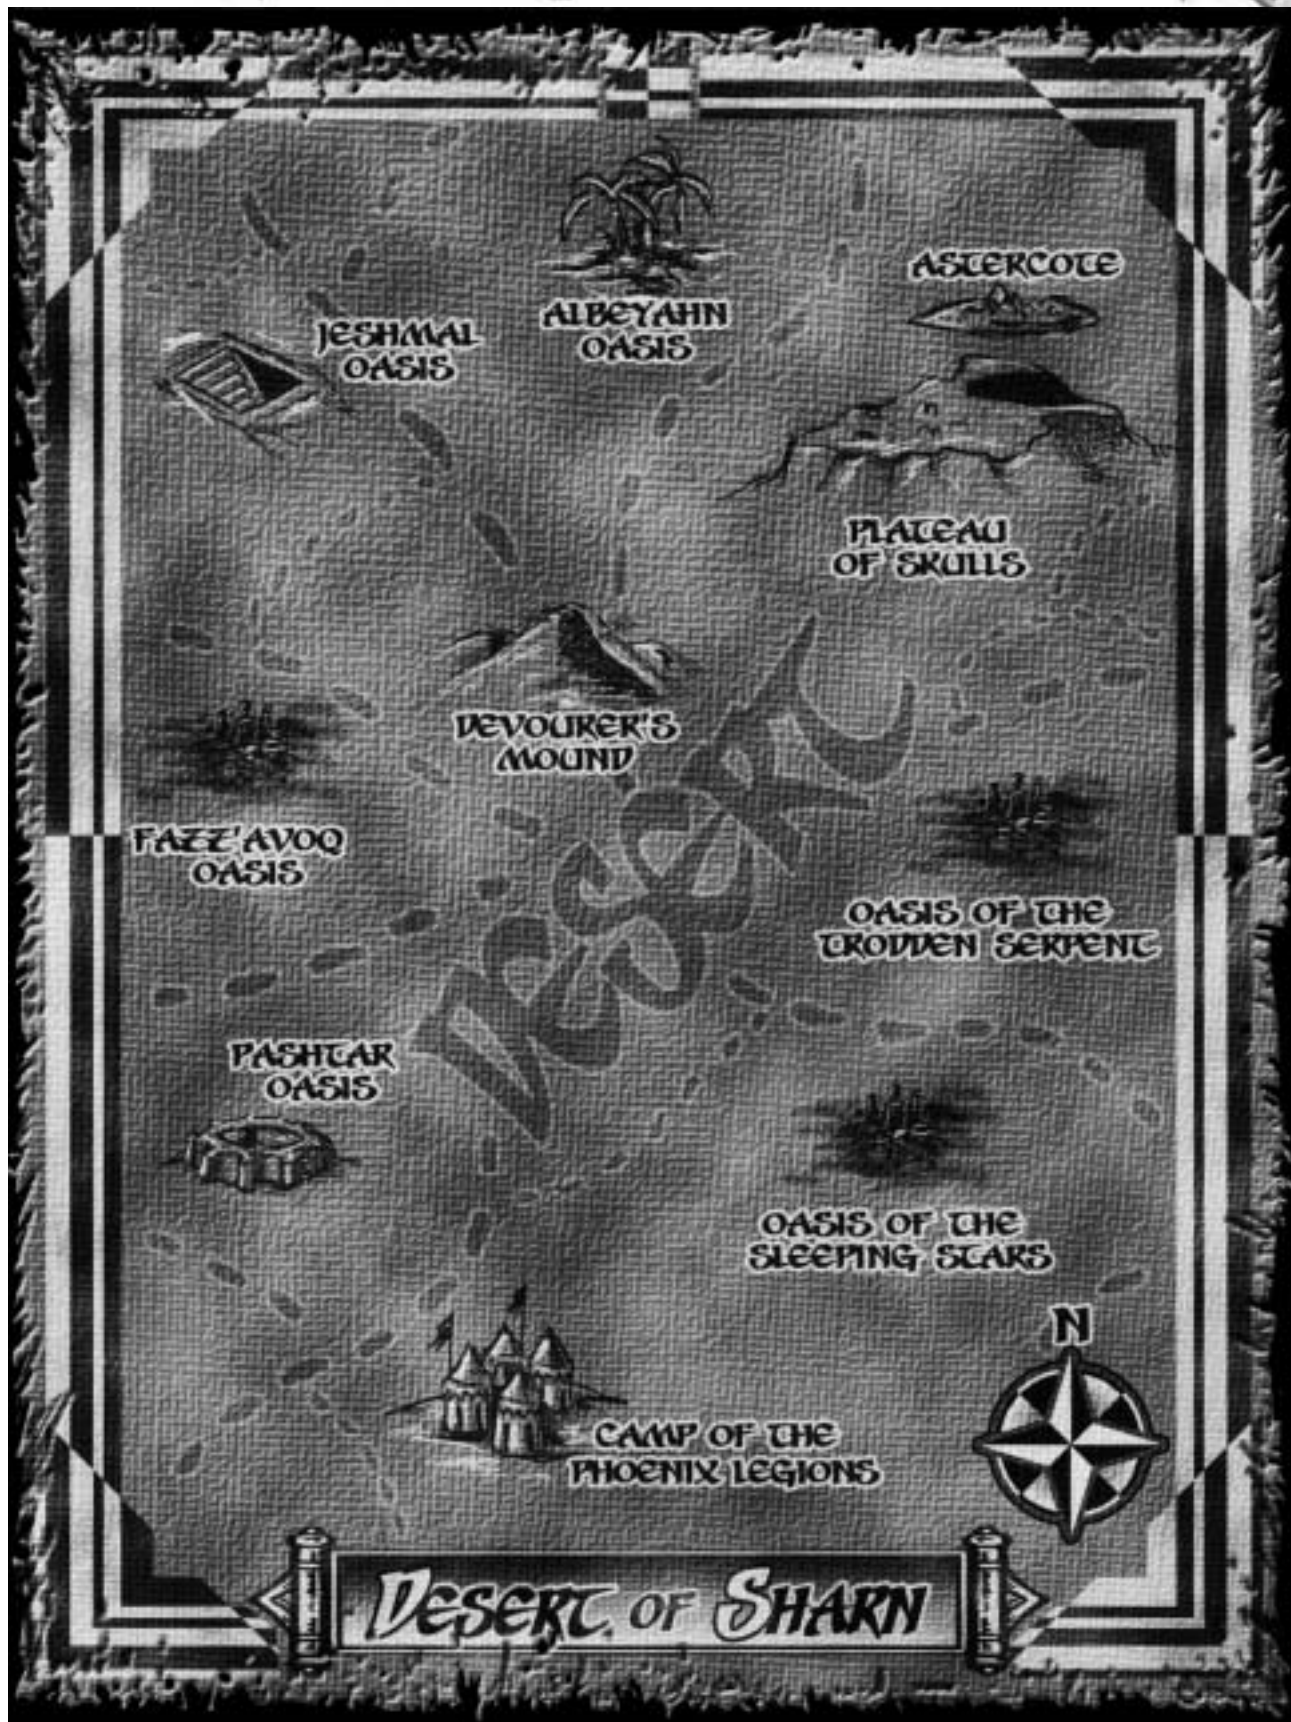 ASTERCOTE
ALBEYAHN
OASIS
JESHMAL
OASIS
PLATEAU
OF SKULLS
DEVOURER'S
MOUND
DESERT
FAZZ'AVOQ
OASIS
OASIS OF THE
TRODDEN SERPENT
PASHTAR
OASIS
OASIS OF THE
SLEEPING STARS
N
CAMP OF THE
PHOENIX LEGIONS
DESERT OF SHARN